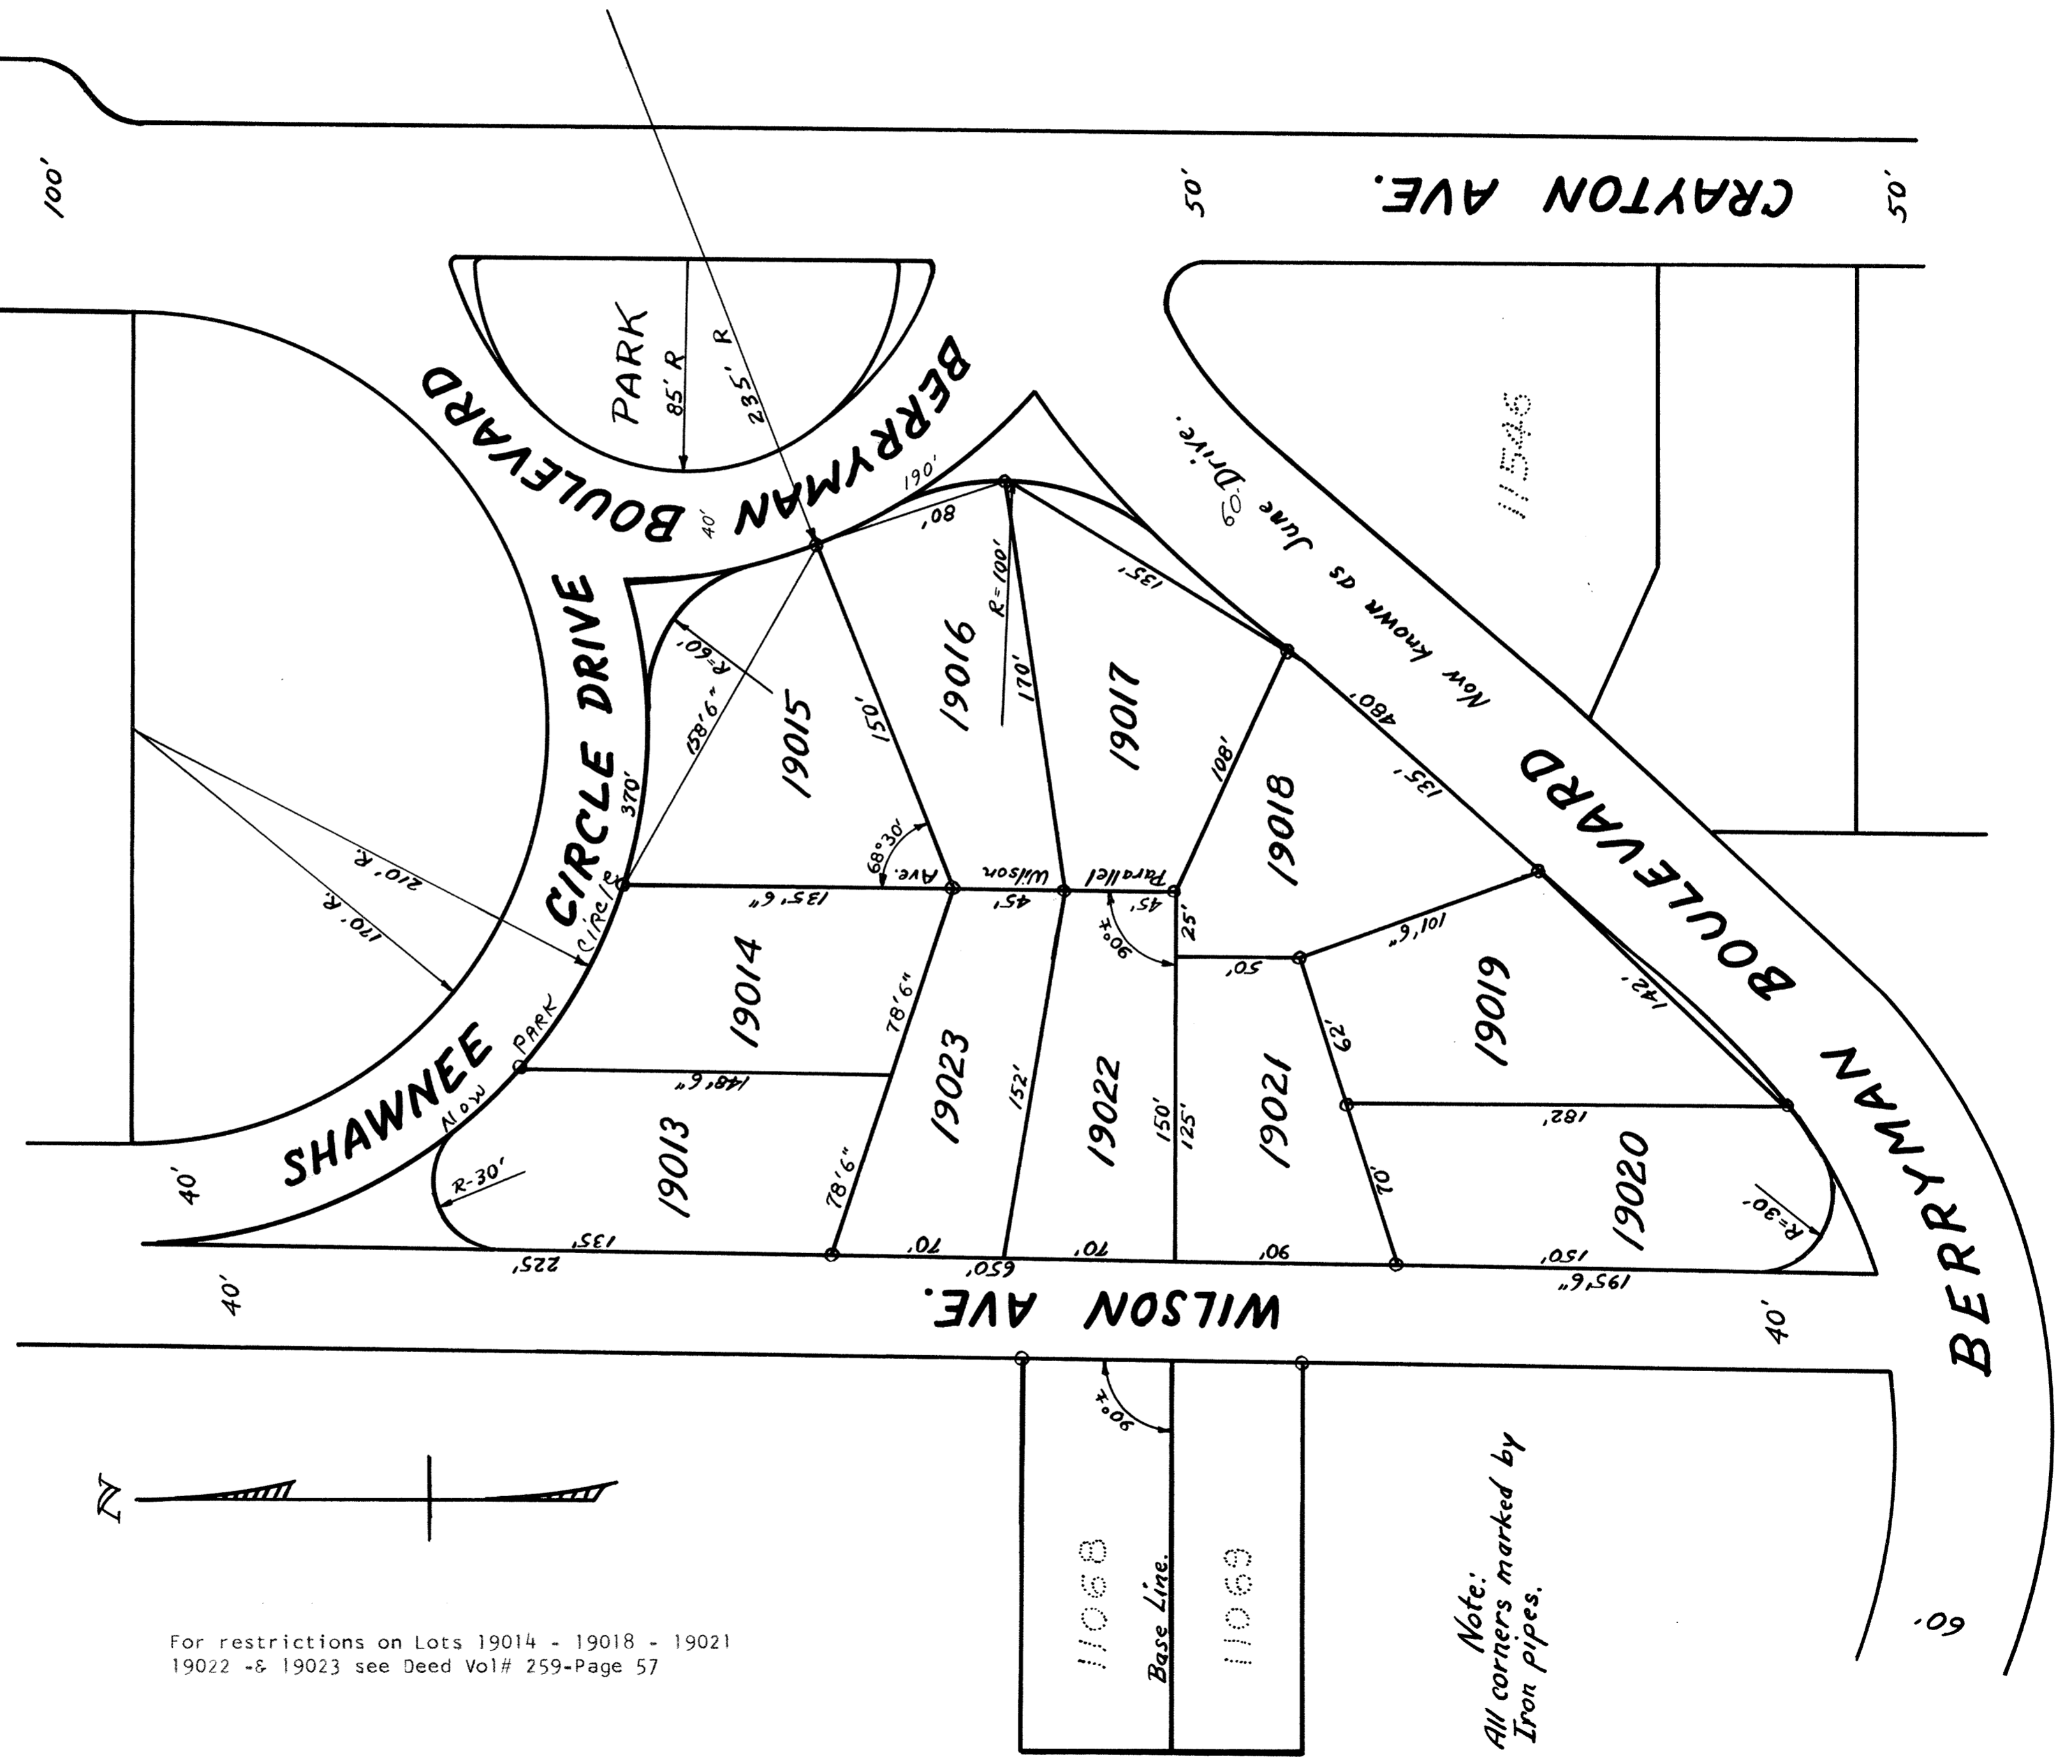 100'
50'
CRAYTON AVE.
50'
PARK
85' R
235' R
BERRYMAN BOULEVARD
40'
190'
80'
R=100'
170'
135'
60' Drive.
Now known as June
11546
SHAWNEE CIRCLE DRIVE
NOW PARK CIRCLE
370'
R=60'
158'6"
150'
19015
19016
19017
108'
19018
480'
135'
BERRYMAN BOULEVARD
210' R.
170' R.
68°30'
Parallel Wilson Ave.
135'6"
45'
45'
90°*
25'
50'
101'6"
19014
78'6"
148'6"
19023
152'
19022
150'
125'
19021
62'
19019
142'
182'
19013
78'6"
R-30'
70'
19020
R=30'
40'
135'
225'
70'
650'
70'
90'
150'
195'6"
40'
WILSON AVE.
40'
90°*
N
11068
Base Line.
11069
Note:
All corners marked by
Iron pipes.
60'
For restrictions on Lots 19014 - 19018 - 19021
19022 -& 19023 see Deed Vol# 259-Page 57